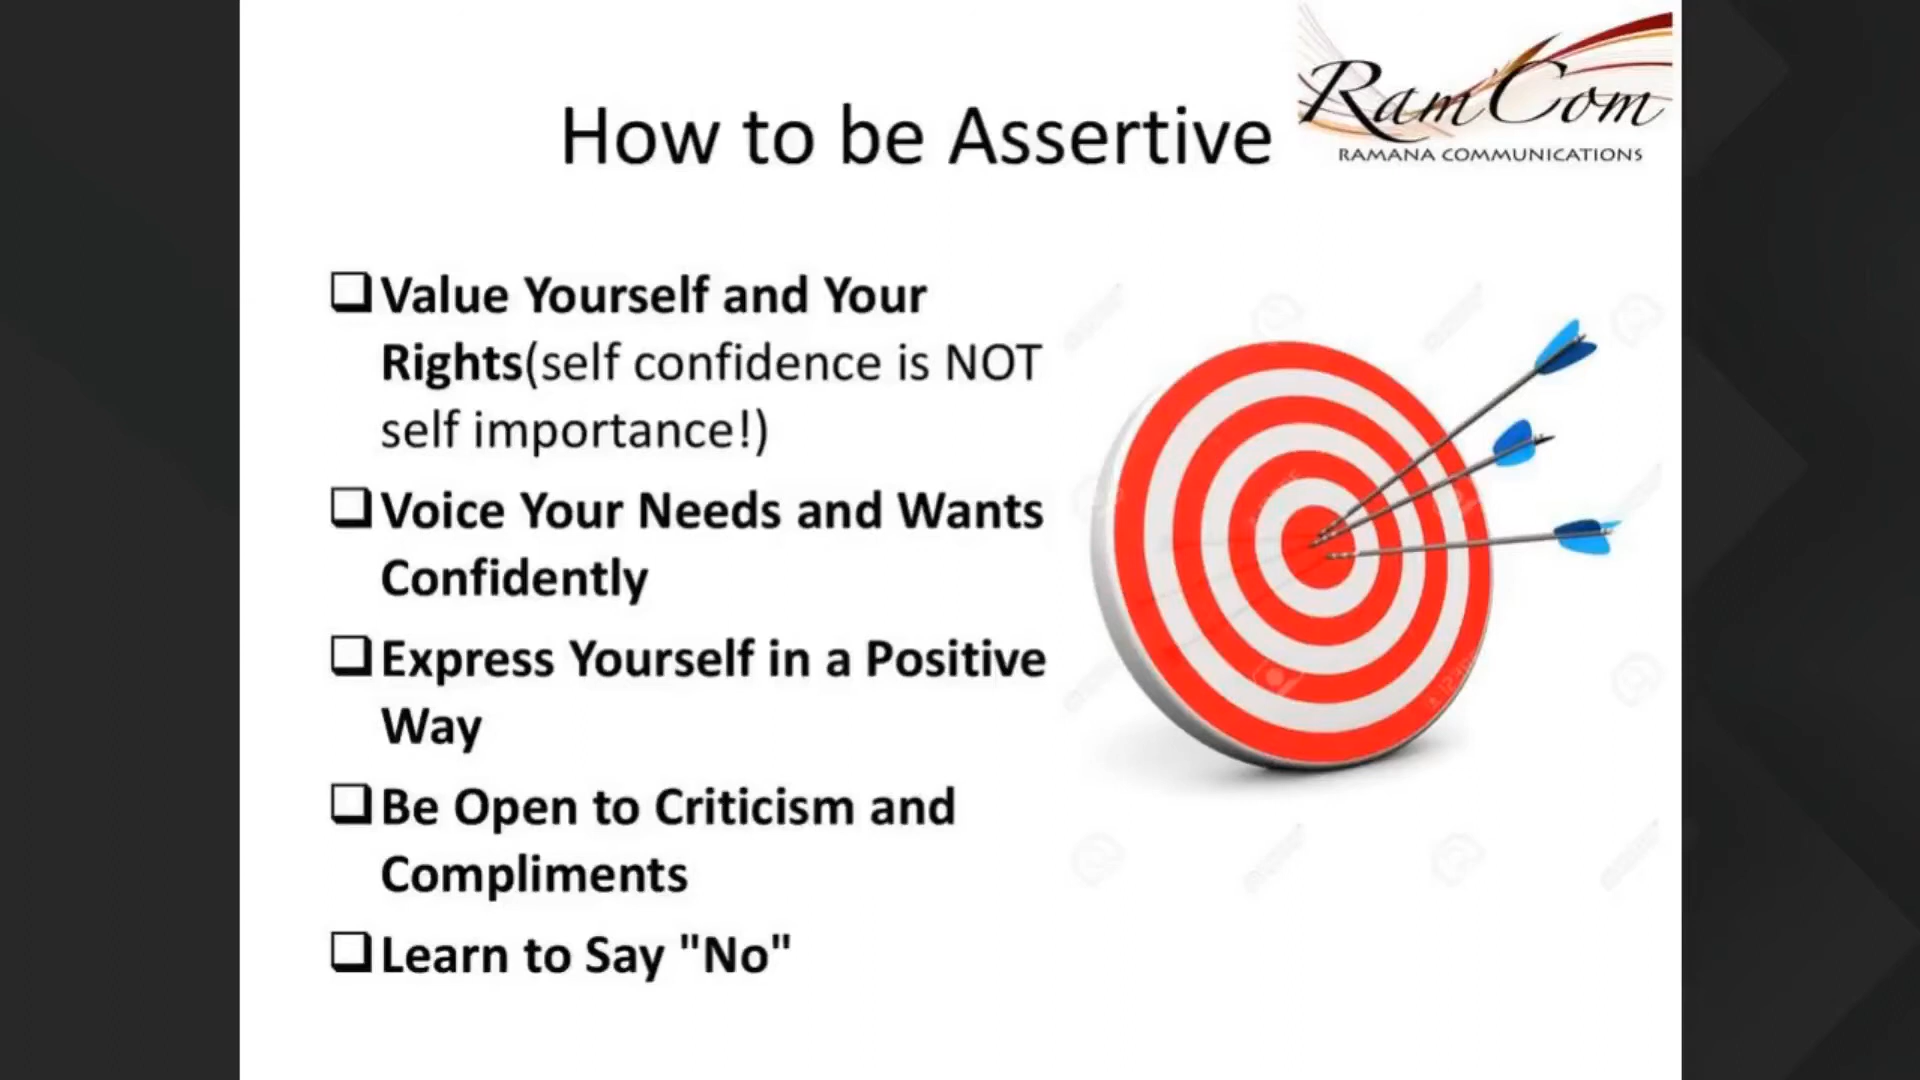 RamCom
RAMANA COMMUNICATIONS
How to be Assertive
Value Yourself and Your
Rights(self confidence is NOT
self importance!)
Voice Your Needs and Wants
Confidently
Express Yourself in a Positive
Way
Be Open to Criticism and
Compliments
Learn to Say "No"